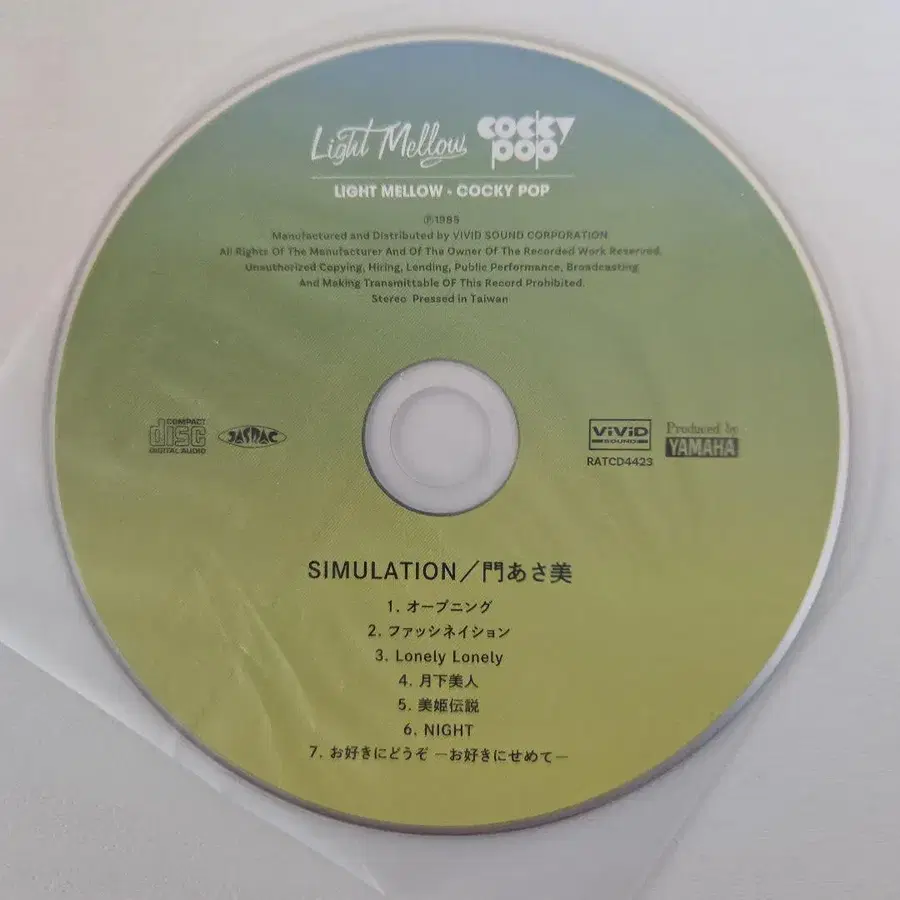 Light Mellow cocky pop
LIGHT MELLOW - COCKY POP
Ⓟ1988
Manufactured and Distributed by ViViD SOUND CORPORATION.
All Rights Of The Manufacturer And Of The Owner Of The Recorded Work Reserved.
Unauthorized Copying, Hiring, Lending, Public Performance, Broadcasting
And Making Transmittable OF This Record Prohibited.
Stereo Pressed in Taiwan
COMPACT disc DIGITAL AUDIO
JASRAC
ViViD SOUND
RATCD4423
Produced by YAMAHA
SIMULATION／門あさ美
1. オープニング
2. ファッシネイション
3. Lonely Lonely
4. 月下美人
5. 美姫伝説
6. NIGHT
7. お好きにどうぞ ―お好きにせめて―